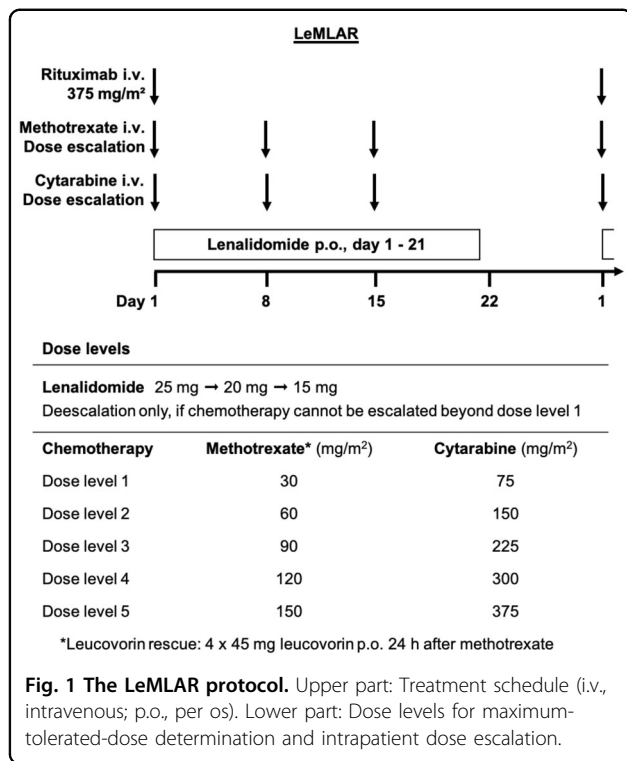 LeMLAR
Rituximab i.v.
375 mg/m²
Methotrexate i.v.
Dose escalation
Cytarabine i.v.
Dose escalation
Lenalidomide p.o., day 1 - 21
Day 1 8 15 22 1
Dose levels
Lenalidomide 25 mg → 20 mg → 15 mg
Deescalation only, if chemotherapy cannot be escalated beyond dose level 1
Chemotherapy Methotrexate* (mg/m²) Cytarabine (mg/m²)
Dose level 1 30 75
Dose level 2 60 150
Dose level 3 90 225
Dose level 4 120 300
Dose level 5 150 375
*Leucovorin rescue: 4 x 45 mg leucovorin p.o. 24 h after methotrexate
Fig. 1 The LeMLAR protocol. Upper part: Treatment schedule (i.v.,
intravenous; p.o., per os). Lower part: Dose levels for maximum-
tolerated-dose determination and intrapatient dose escalation.